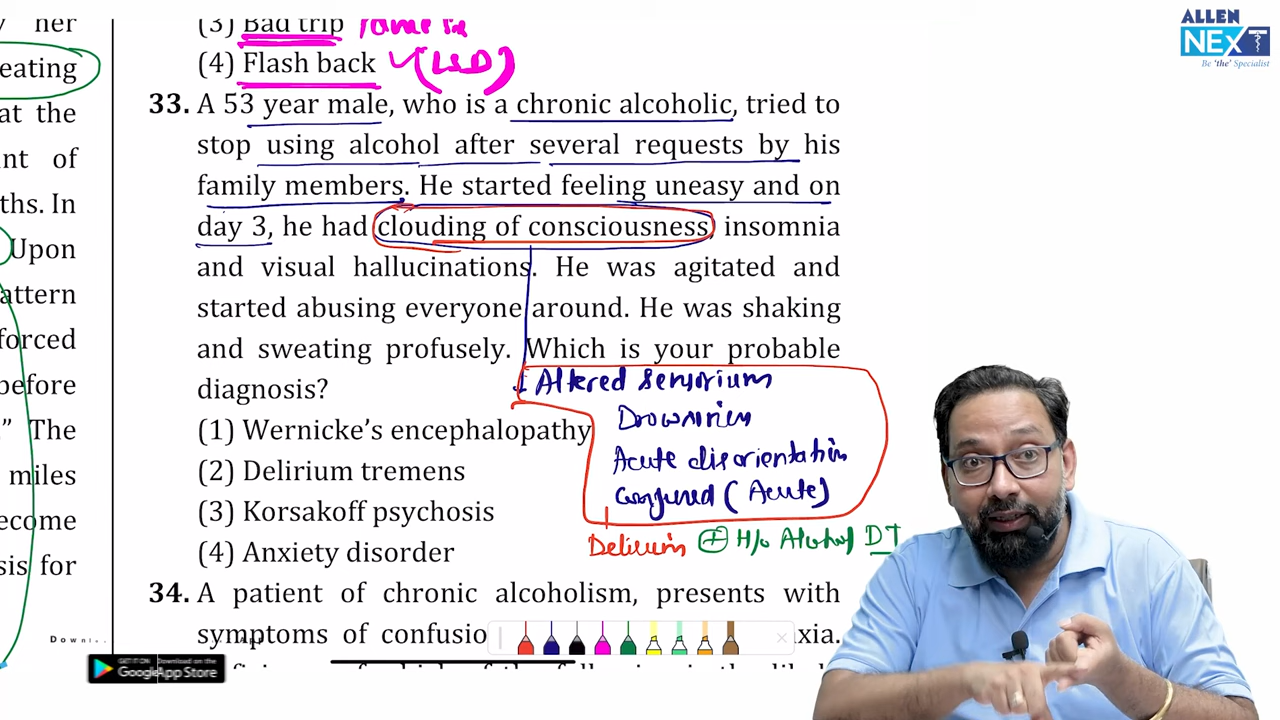 y her
eating
at the
nt of
ths. In
Upon
attern
forced
before
.” The
miles
ecome
sis for
(3) Bad trip
(4) Flash back (LSD)
33. A 53 year male, who is a chronic alcoholic, tried to
stop using alcohol after several requests by his
family members. He started feeling uneasy and on
day 3, he had clouding of consciousness, insomnia
and visual hallucinations. He was agitated and
started abusing everyone around. He was shaking
and sweating profusely. Which is your probable
diagnosis?
Altered sensorium
Drowsiness
Acute disorientation
Confused (Acute)
Delirium + H/o Alcohol DT
(1) Wernicke’s encephalopathy
(2) Delirium tremens
(3) Korsakoff psychosis
(4) Anxiety disorder
34. A patient of chronic alcoholism, presents with
symptoms of confusio xia.
ALLEN
NEXT
Be 'the' Specialist
GET IT ON
Google
Download on the
App Store